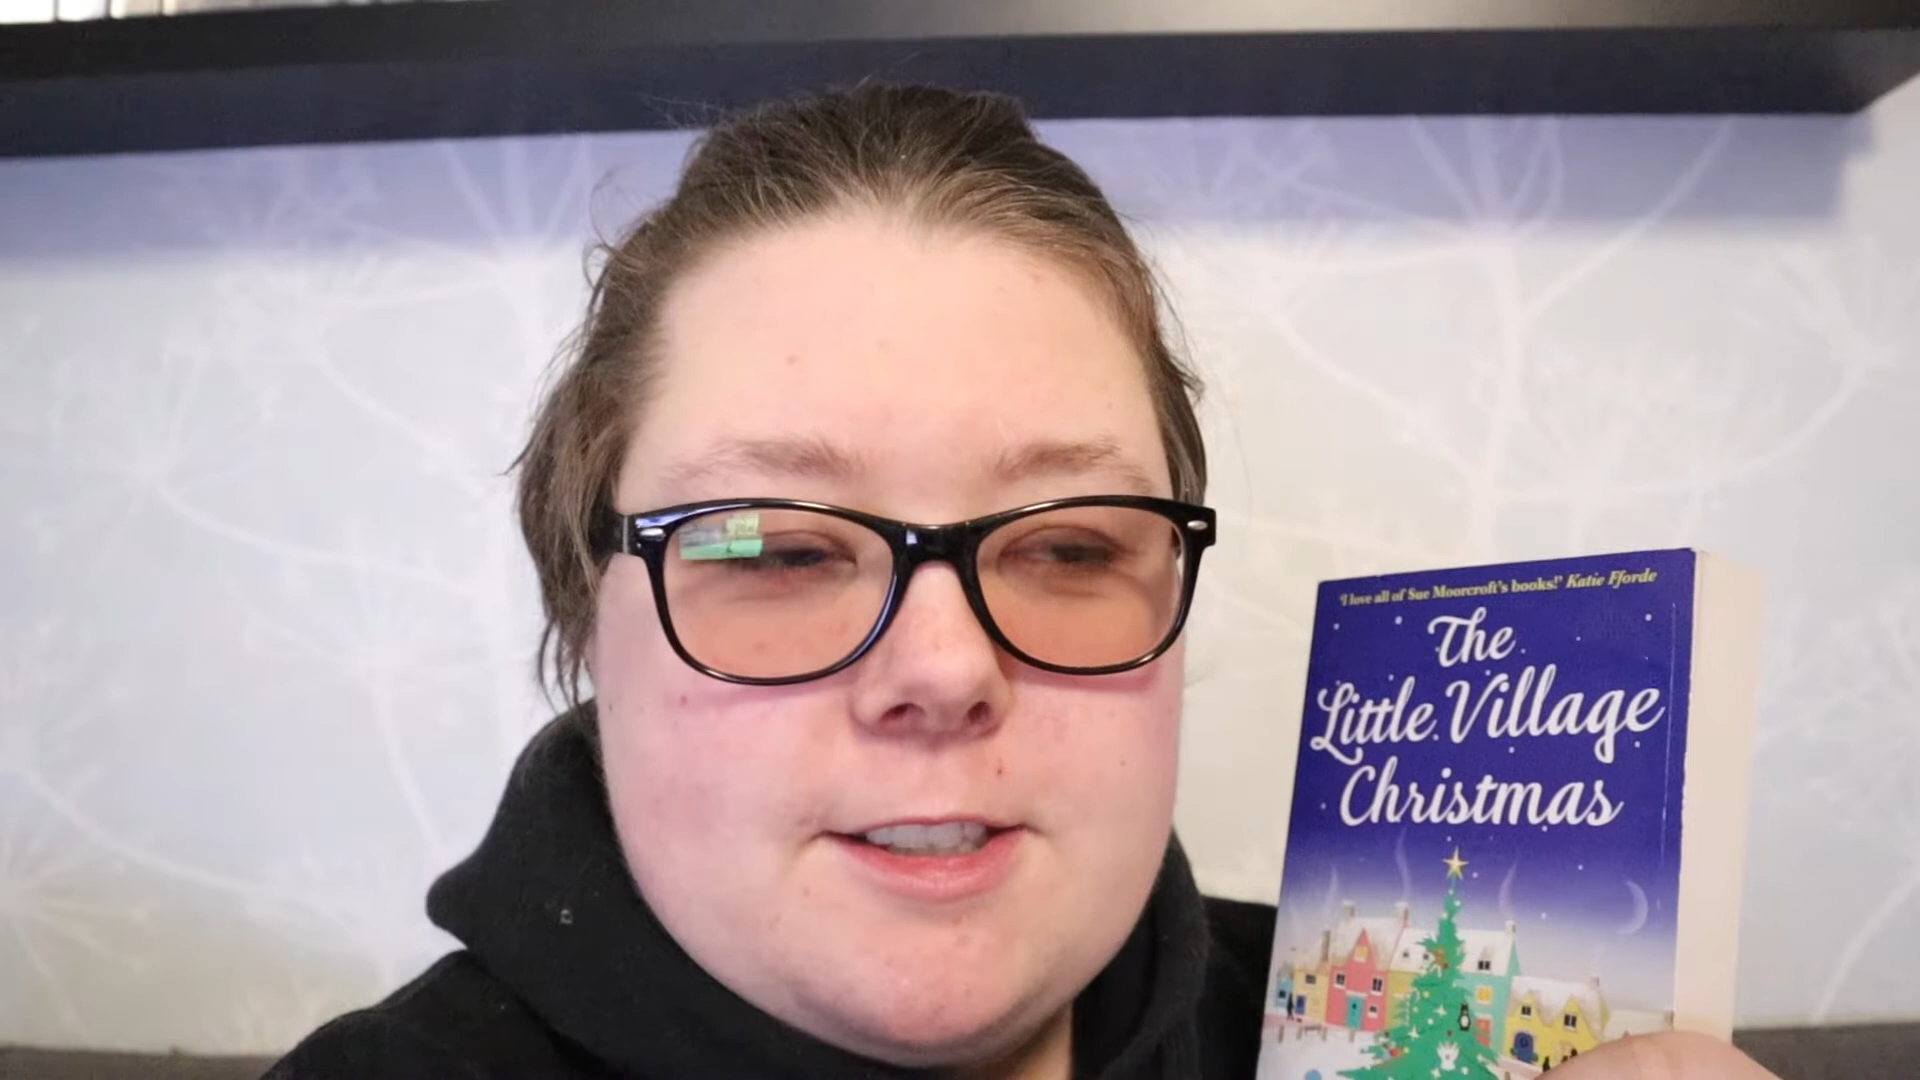 'I love all of Sue Moorcroft's books!' Katie Fforde
The
Little Village
Christmas